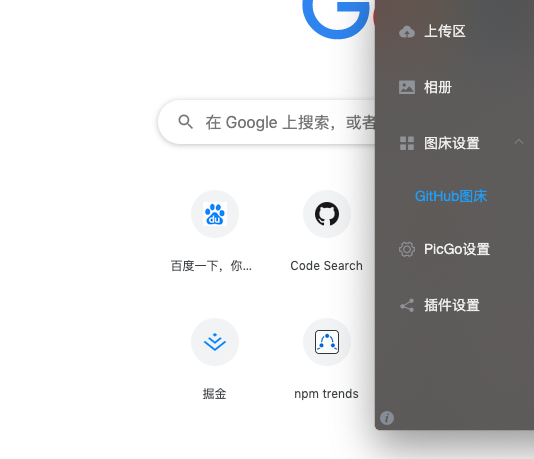 G
在 Google 上搜索，或者
du
百度一下，你...
Code Search
掘金
npm trends
上传区
相册
图床设置
GitHub图床
PicGo设置
插件设置
i